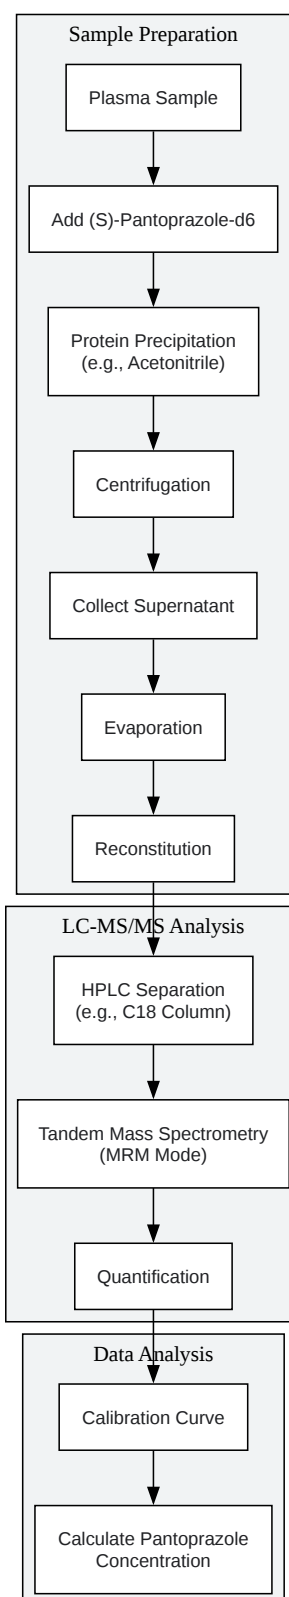 Sample Preparation
Plasma Sample
Add (S)-Pantoprazole-d6
Protein Precipitation
(e.g., Acetonitrile)
Centrifugation
Collect Supernatant
Evaporation
Reconstitution
LC-MS/MS Analysis
HPLC Separation
(e.g., C18 Column)
Tandem Mass Spectrometry
(MRM Mode)
Quantification
Data Analysis
Calibration Curve
Calculate Pantoprazole
Concentration